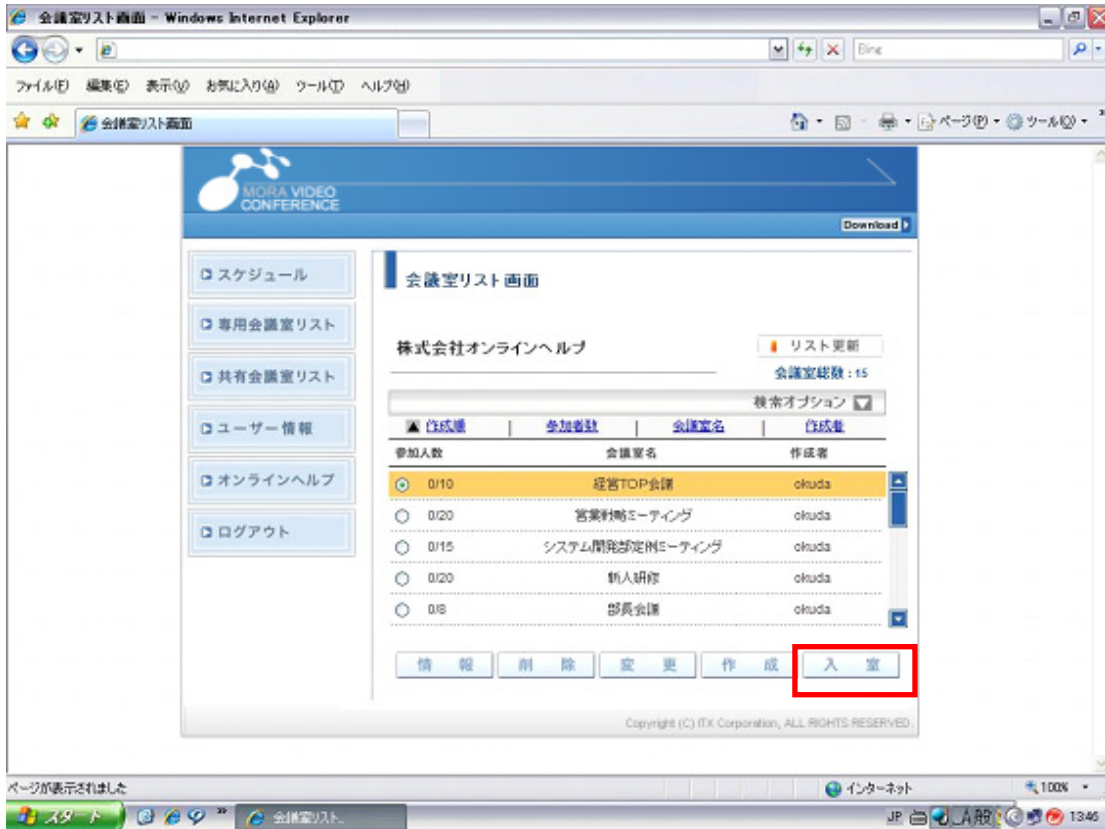 会議室リスト画面 - Windows Internet Explorer
Bing
ファイル(F) 編集(E) 表示(V) お気に入り(A) ツール(T) ヘルプ(H)
会議室リスト画面
ページ(P) ツール(O)
MORA VIDEO
CONFERENCE
Download
スケジュール
専用会議室リスト
共有会議室リスト
ユーザー情報
オンラインヘルプ
ログアウト
会議室リスト画面
株式会社オンラインヘルプ
リスト更新
会議室総数 : 15
検索オプション
▲ 作成順 | 参加者数 | 会議室名 | 作成者
参加人数 会議室名 作成者
0/10 経営TOP会議 okuda
0/20 営業戦略ミーティング okuda
0/15 システム開発部定例ミーティング okuda
0/20 新人研修 okuda
0/8 部長会議 okuda
情 報 削 除 変 更 作 成 入 室
Copyright (C) ITX Corporation, ALL RIGHTS RESERVED.
ページが表示されました インターネット 100%
スタート 会議室リスト... JP A 般 13:46